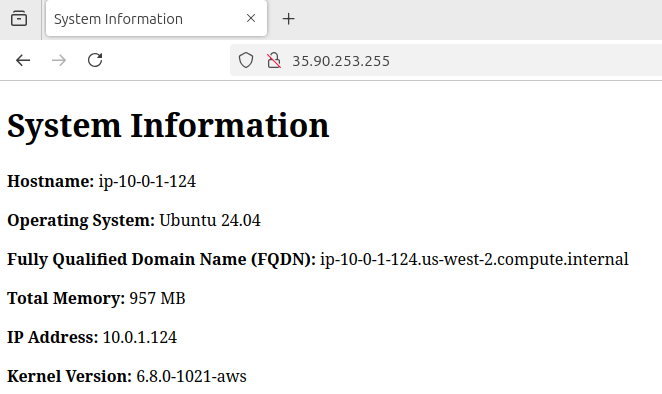 System Information
35.90.253.255
System Information
Hostname: ip-10-0-1-124
Operating System: Ubuntu 24.04
Fully Qualified Domain Name (FQDN): ip-10-0-1-124.us-west-2.compute.internal
Total Memory: 957 MB
IP Address: 10.0.1.124
Kernel Version: 6.8.0-1021-aws